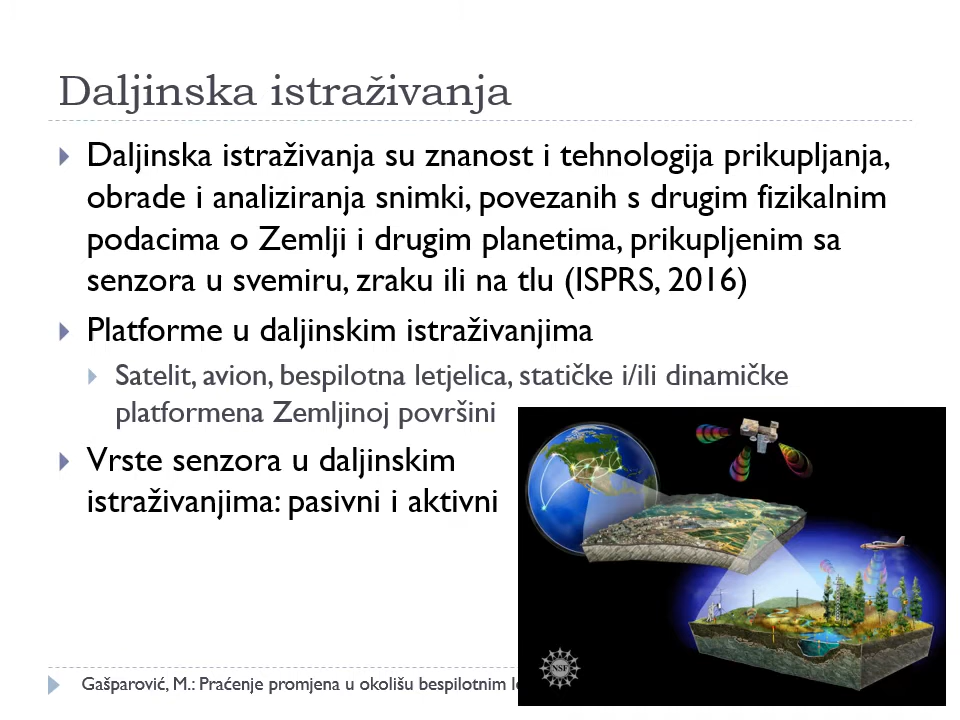 Daljinska istraživanja
Daljinska istraživanja su znanost i tehnologija prikupljanja,
obrade i analiziranja snimki, povezanih s drugim fizikalnim
podacima o Zemlji i drugim planetima, prikupljenim sa
senzora u svemiru, zraku ili na tlu (ISPRS, 2016)
Platforme u daljinskim istraživanjima
Satelit, avion, bespilotna letjelica, statičke i/ili dinamičke
platformena Zemljinoj površini
Vrste senzora u daljinskim
istraživanjima: pasivni i aktivni
NSF
Gašparović, M.: Praćenje promjena u okolišu bespilotnim